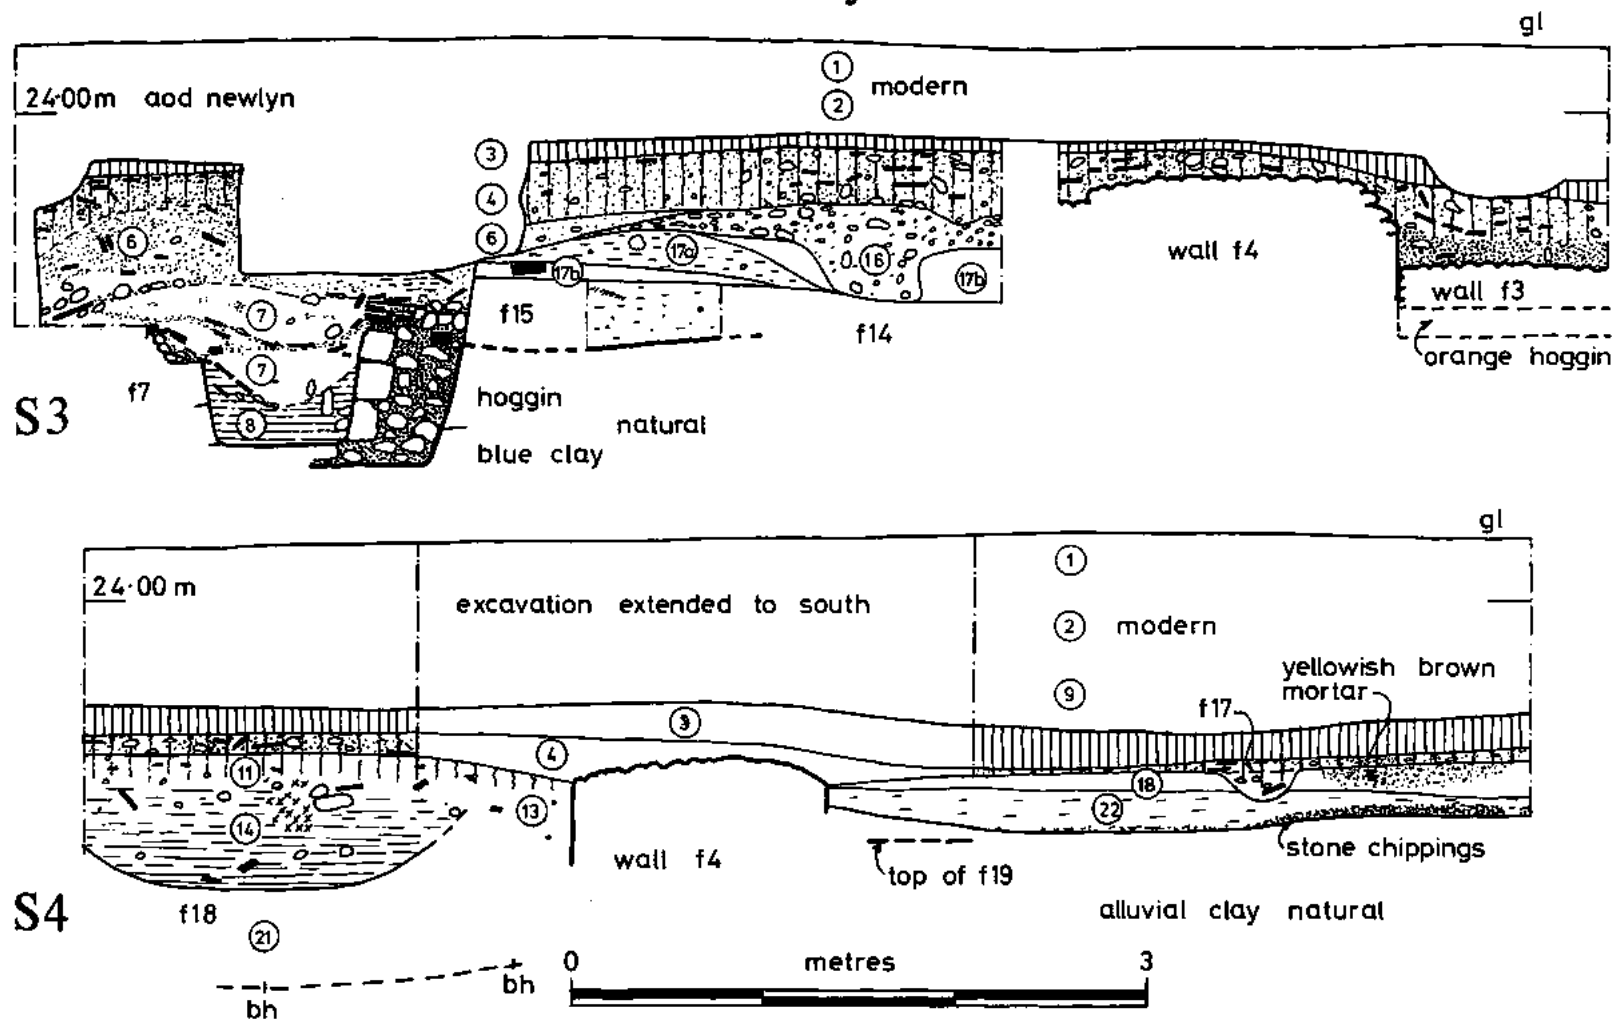 gl
1
modern
2
24·00m aod newlyn
3
4
6
6
17a
17b
16
17b
wall f4
wall f3
orange hoggin
7
f15
f14
7
f7
8
hoggin
natural
blue clay
S3
gl
24·00 m
excavation extended to south
1
2 modern
9
yellowish brown
mortar
f17
3
4
11
18
13
22
14
wall f4
top of f19
stone chippings
S4
f18
alluvial clay natural
21
bh
bh
0 metres 3